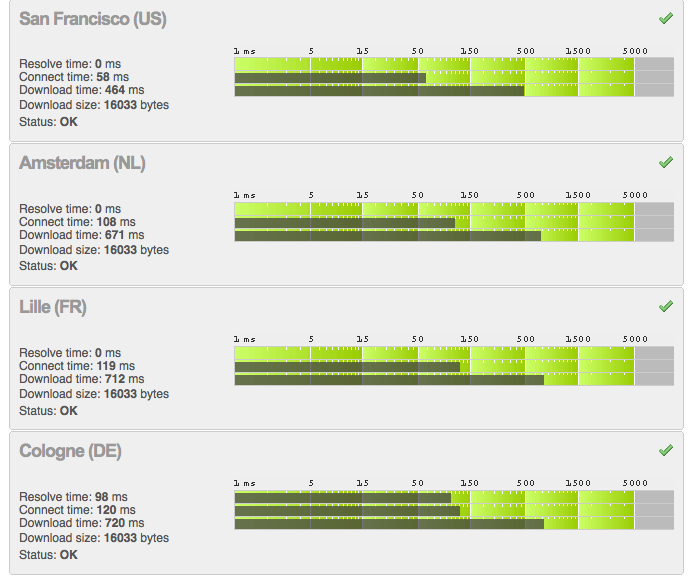 San Francisco (US)
1 ms 5 15 50 150 500 1500 5000
Resolve time: 0 ms
Connect time: 58 ms
Download time: 464 ms
Download size: 16033 bytes
Status: OK
Amsterdam (NL)
1 ms 5 15 50 150 500 1500 5000
Resolve time: 0 ms
Connect time: 108 ms
Download time: 671 ms
Download size: 16033 bytes
Status: OK
Lille (FR)
1 ms 5 15 50 150 500 1500 5000
Resolve time: 0 ms
Connect time: 119 ms
Download time: 712 ms
Download size: 16033 bytes
Status: OK
Cologne (DE)
1 ms 5 15 50 150 500 1500 5000
Resolve time: 98 ms
Connect time: 120 ms
Download time: 720 ms
Download size: 16033 bytes
Status: OK